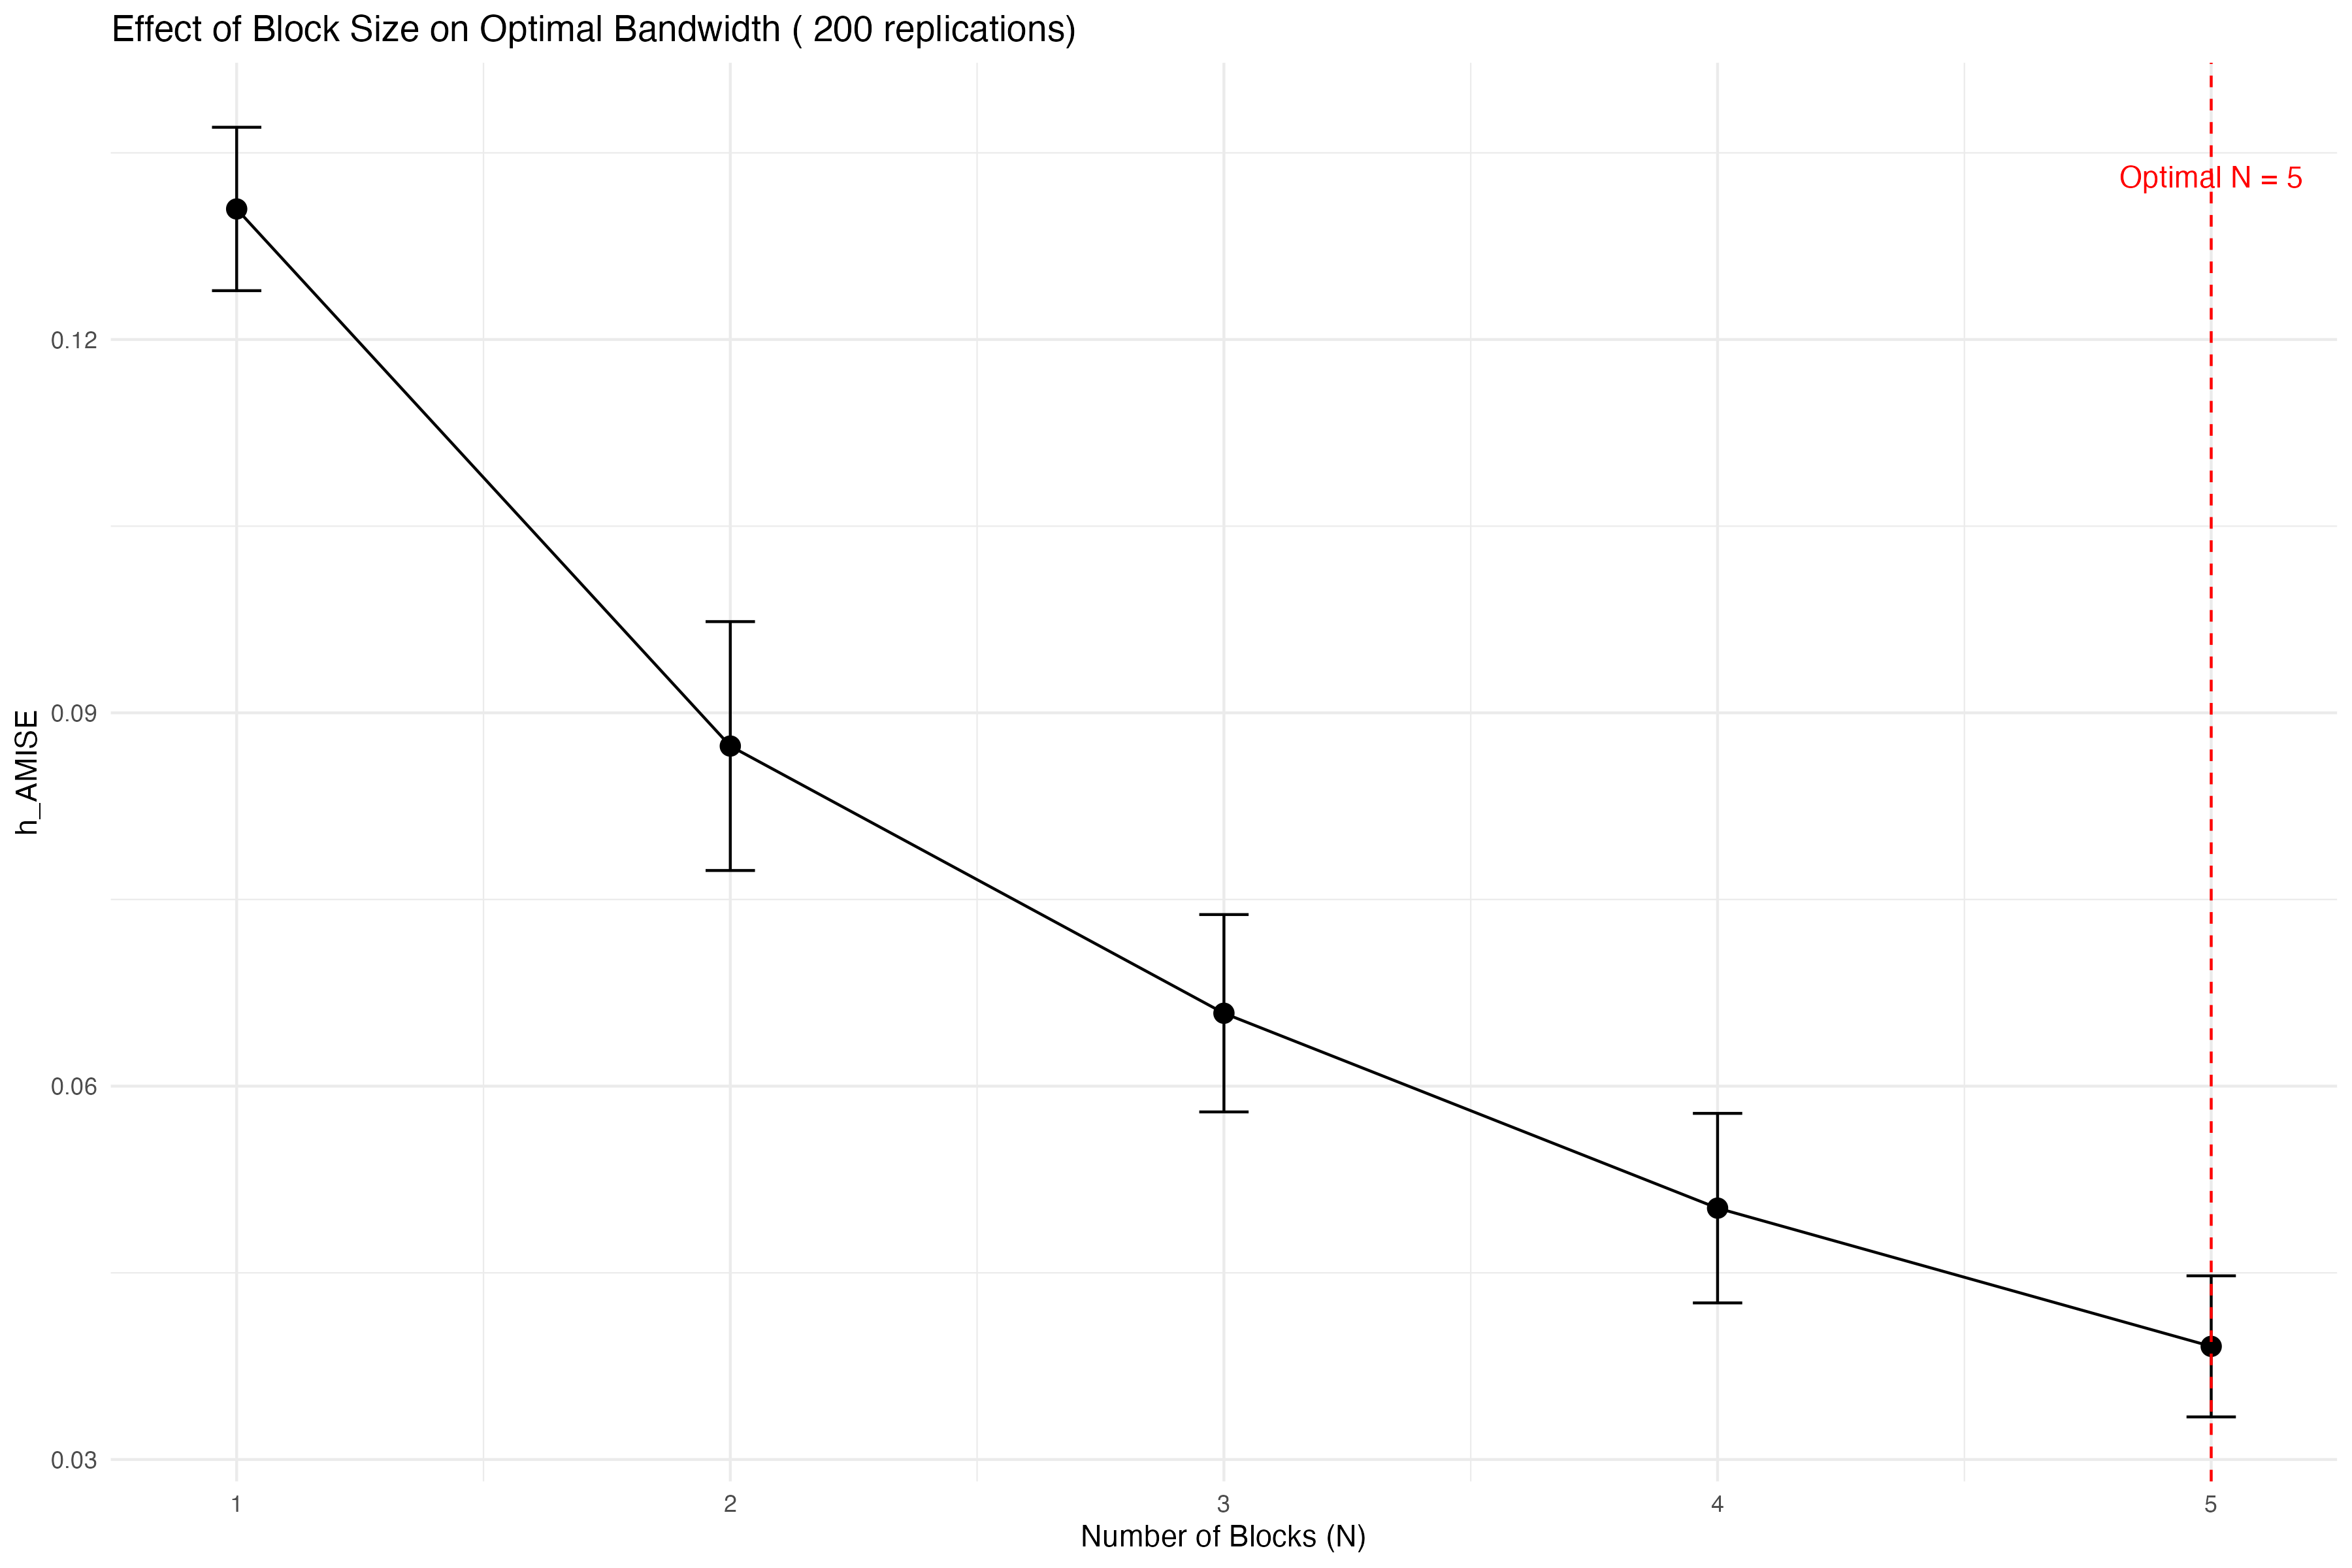 Effect of Block Size on Optimal Bandwidth ( 200 replications)
Optimal N = 5
h_AMISE
0.12
0.09
0.06
0.03
1 2 3 4 5
Number of Blocks (N)